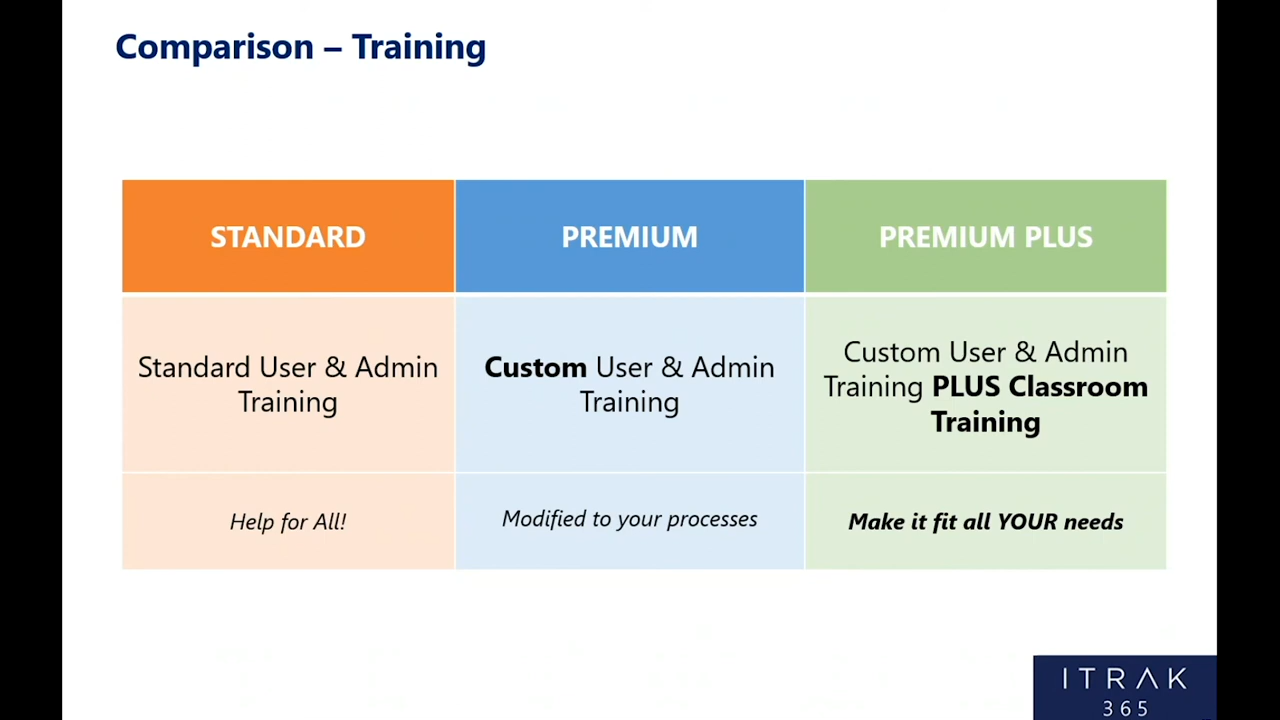 Comparison – Training
STANDARD
PREMIUM
PREMIUM PLUS
Standard User & Admin
Training
Custom User & Admin
Training
Custom User & Admin
Training PLUS Classroom
Training
Help for All!
Modified to your processes
Make it fit all YOUR needs
ITRAK
365